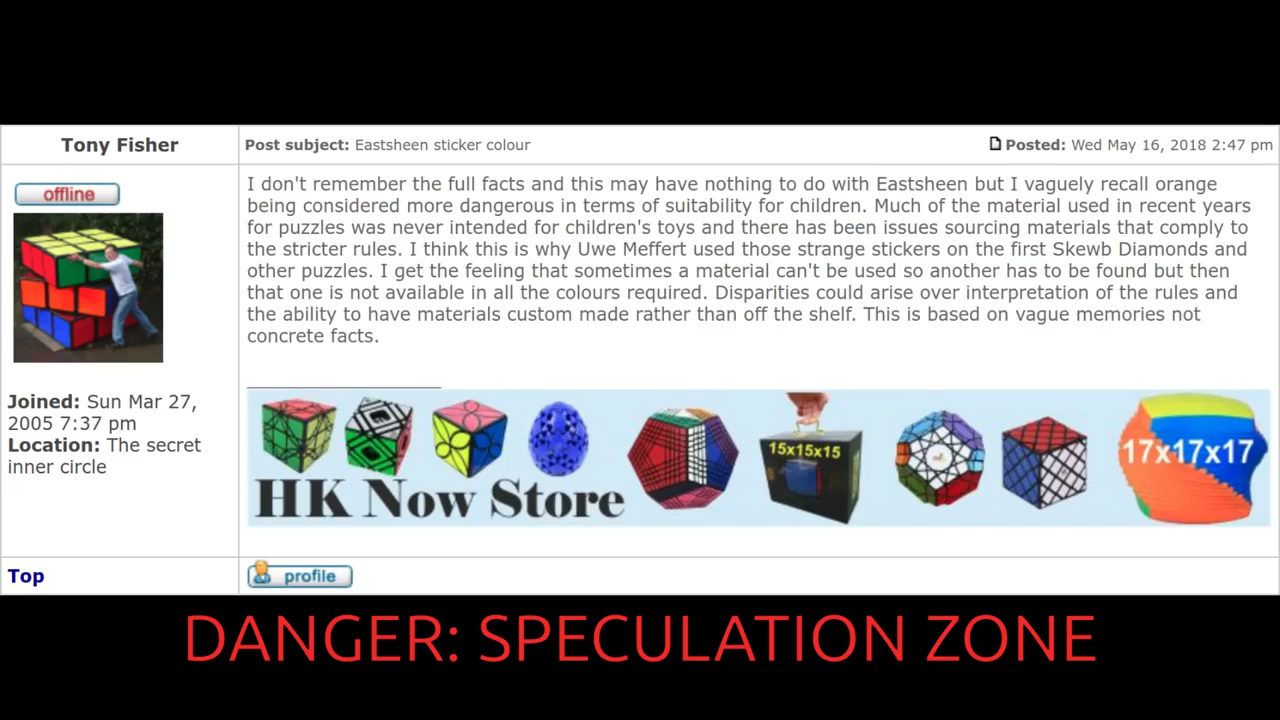 Tony Fisher
Post subject: Eastsheen sticker colour
Posted: Wed May 16, 2018 2:47 pm
offline
Joined: Sun Mar 27,
2005 7:37 pm
Location: The secret
inner circle
I don't remember the full facts and this may have nothing to do with Eastsheen but I vaguely recall orange
being considered more dangerous in terms of suitability for children. Much of the material used in recent years
for puzzles was never intended for children's toys and there has been issues sourcing materials that comply to
the stricter rules. I think this is why Uwe Meffert used those strange stickers on the first Skewb Diamonds and
other puzzles. I get the feeling that sometimes a material can't be used so another has to be found but then
that one is not available in all the colours required. Disparities could arise over interpretation of the rules and
the ability to have materials custom made rather than off the shelf. This is based on vague memories not
concrete facts.
HK Now Store
15x15x15
17x17x17
Top
profile
DANGER: SPECULATION ZONE